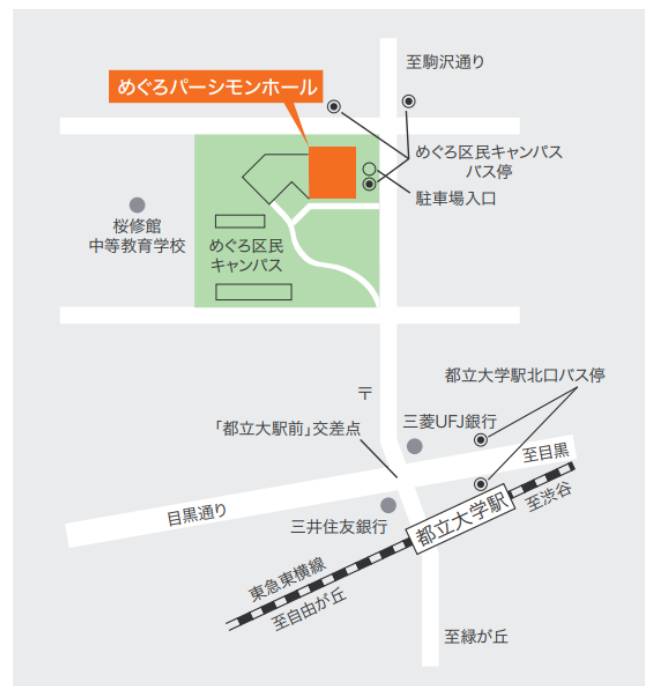 至駒沢通り
めぐろパーシモンホール
めぐろ区民キャンパス
バス停
駐車場入口
桜修館
中等教育学校
めぐろ区民
キャンパス
〒
都立大学駅北口バス停
「都立大駅前」交差点
三菱UFJ銀行
至目黒
目黒通り
三井住友銀行
都立大学駅
至渋谷
東急東横線
至自由が丘
至緑が丘